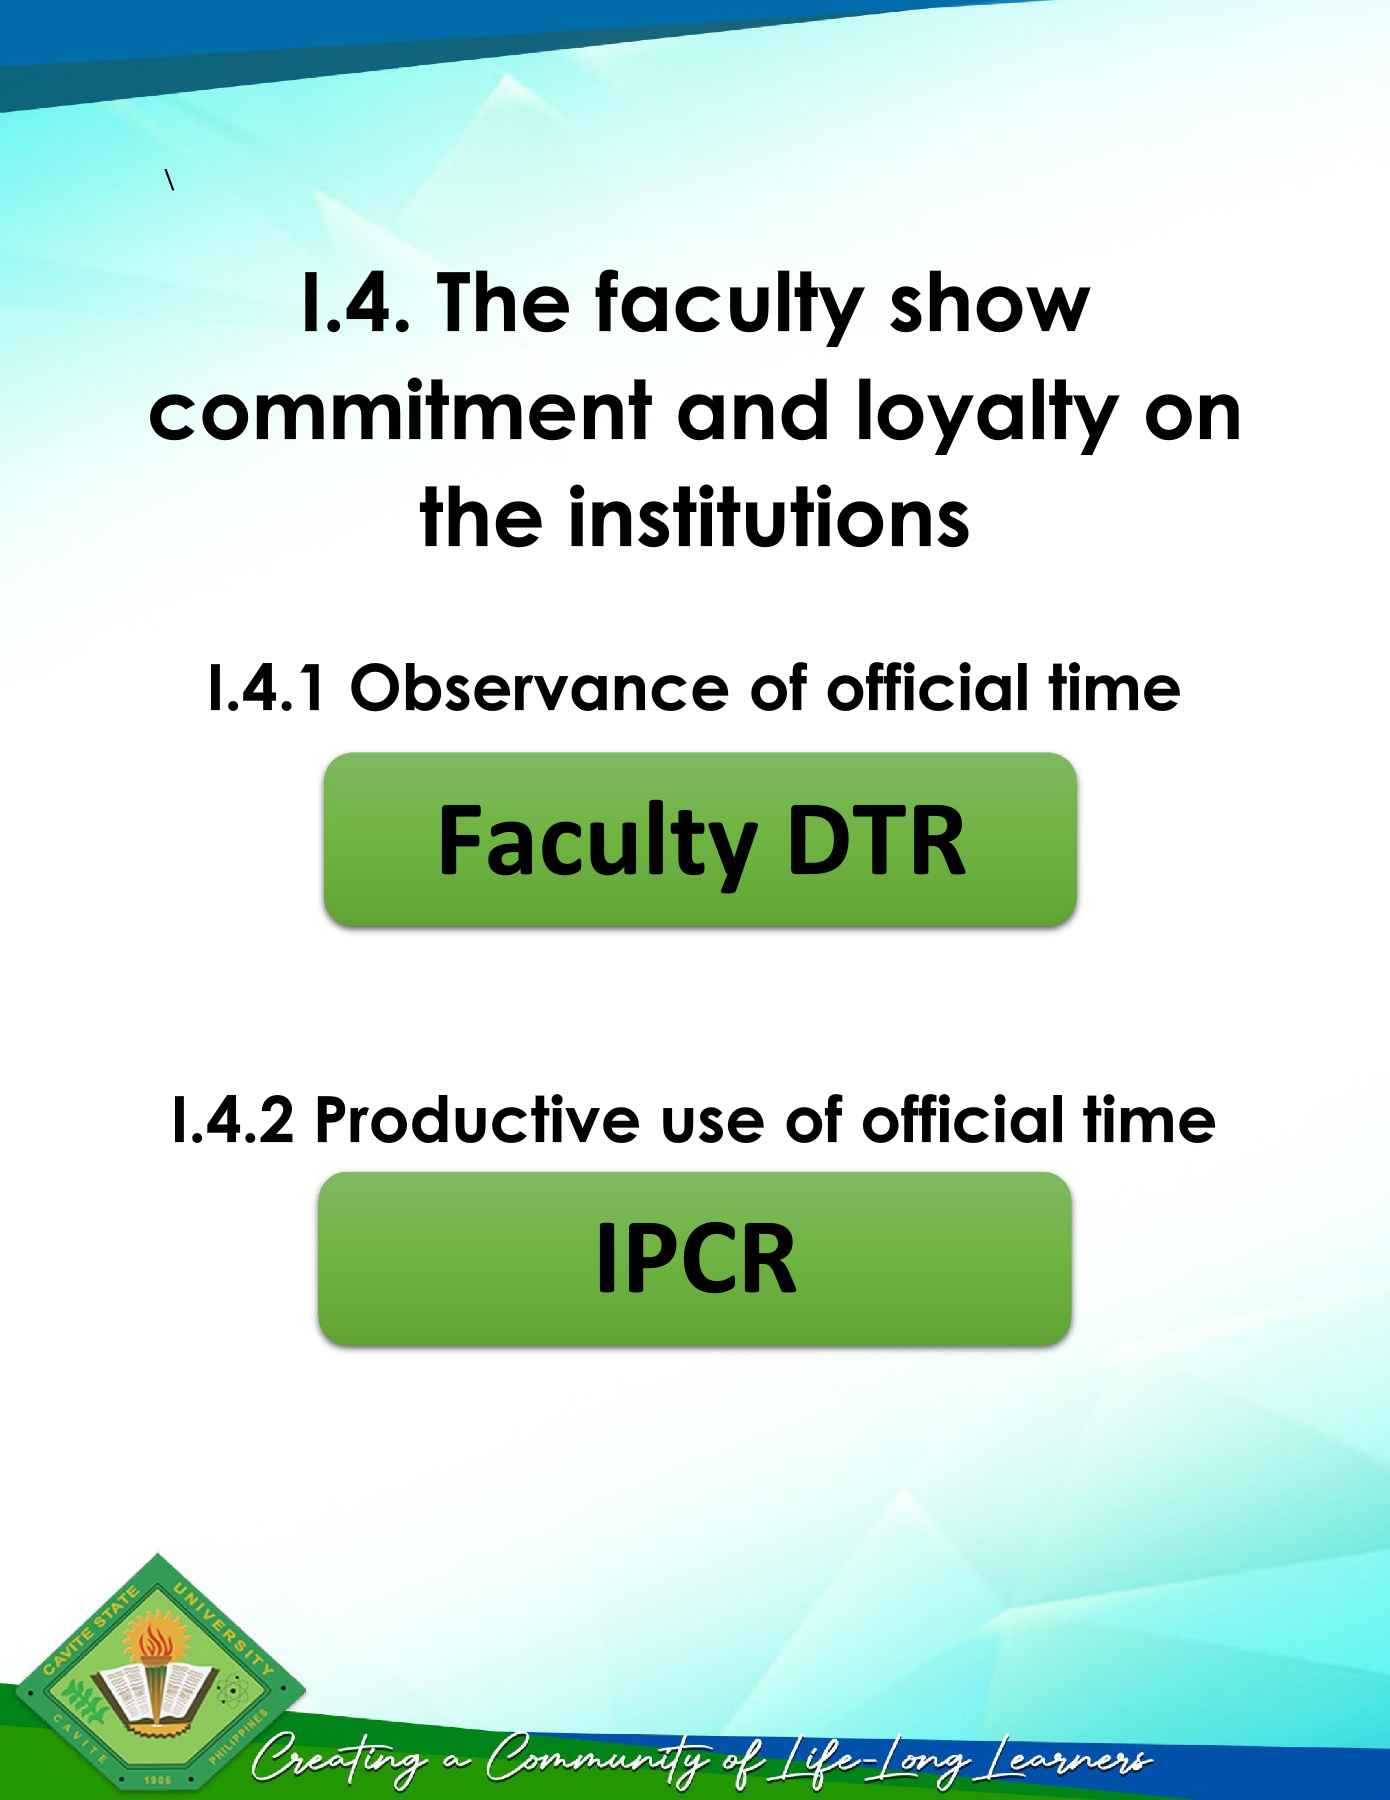 \
I.4. The faculty show
commitment and loyalty on
the institutions
I.4.1 Observance of official time
Faculty DTR
I.4.2 Productive use of official time
IPCR
CAVITE STATE UNIVERSITY
CAVITE PHILIPPINES
1906
Creating a Community of Life-Long Learners